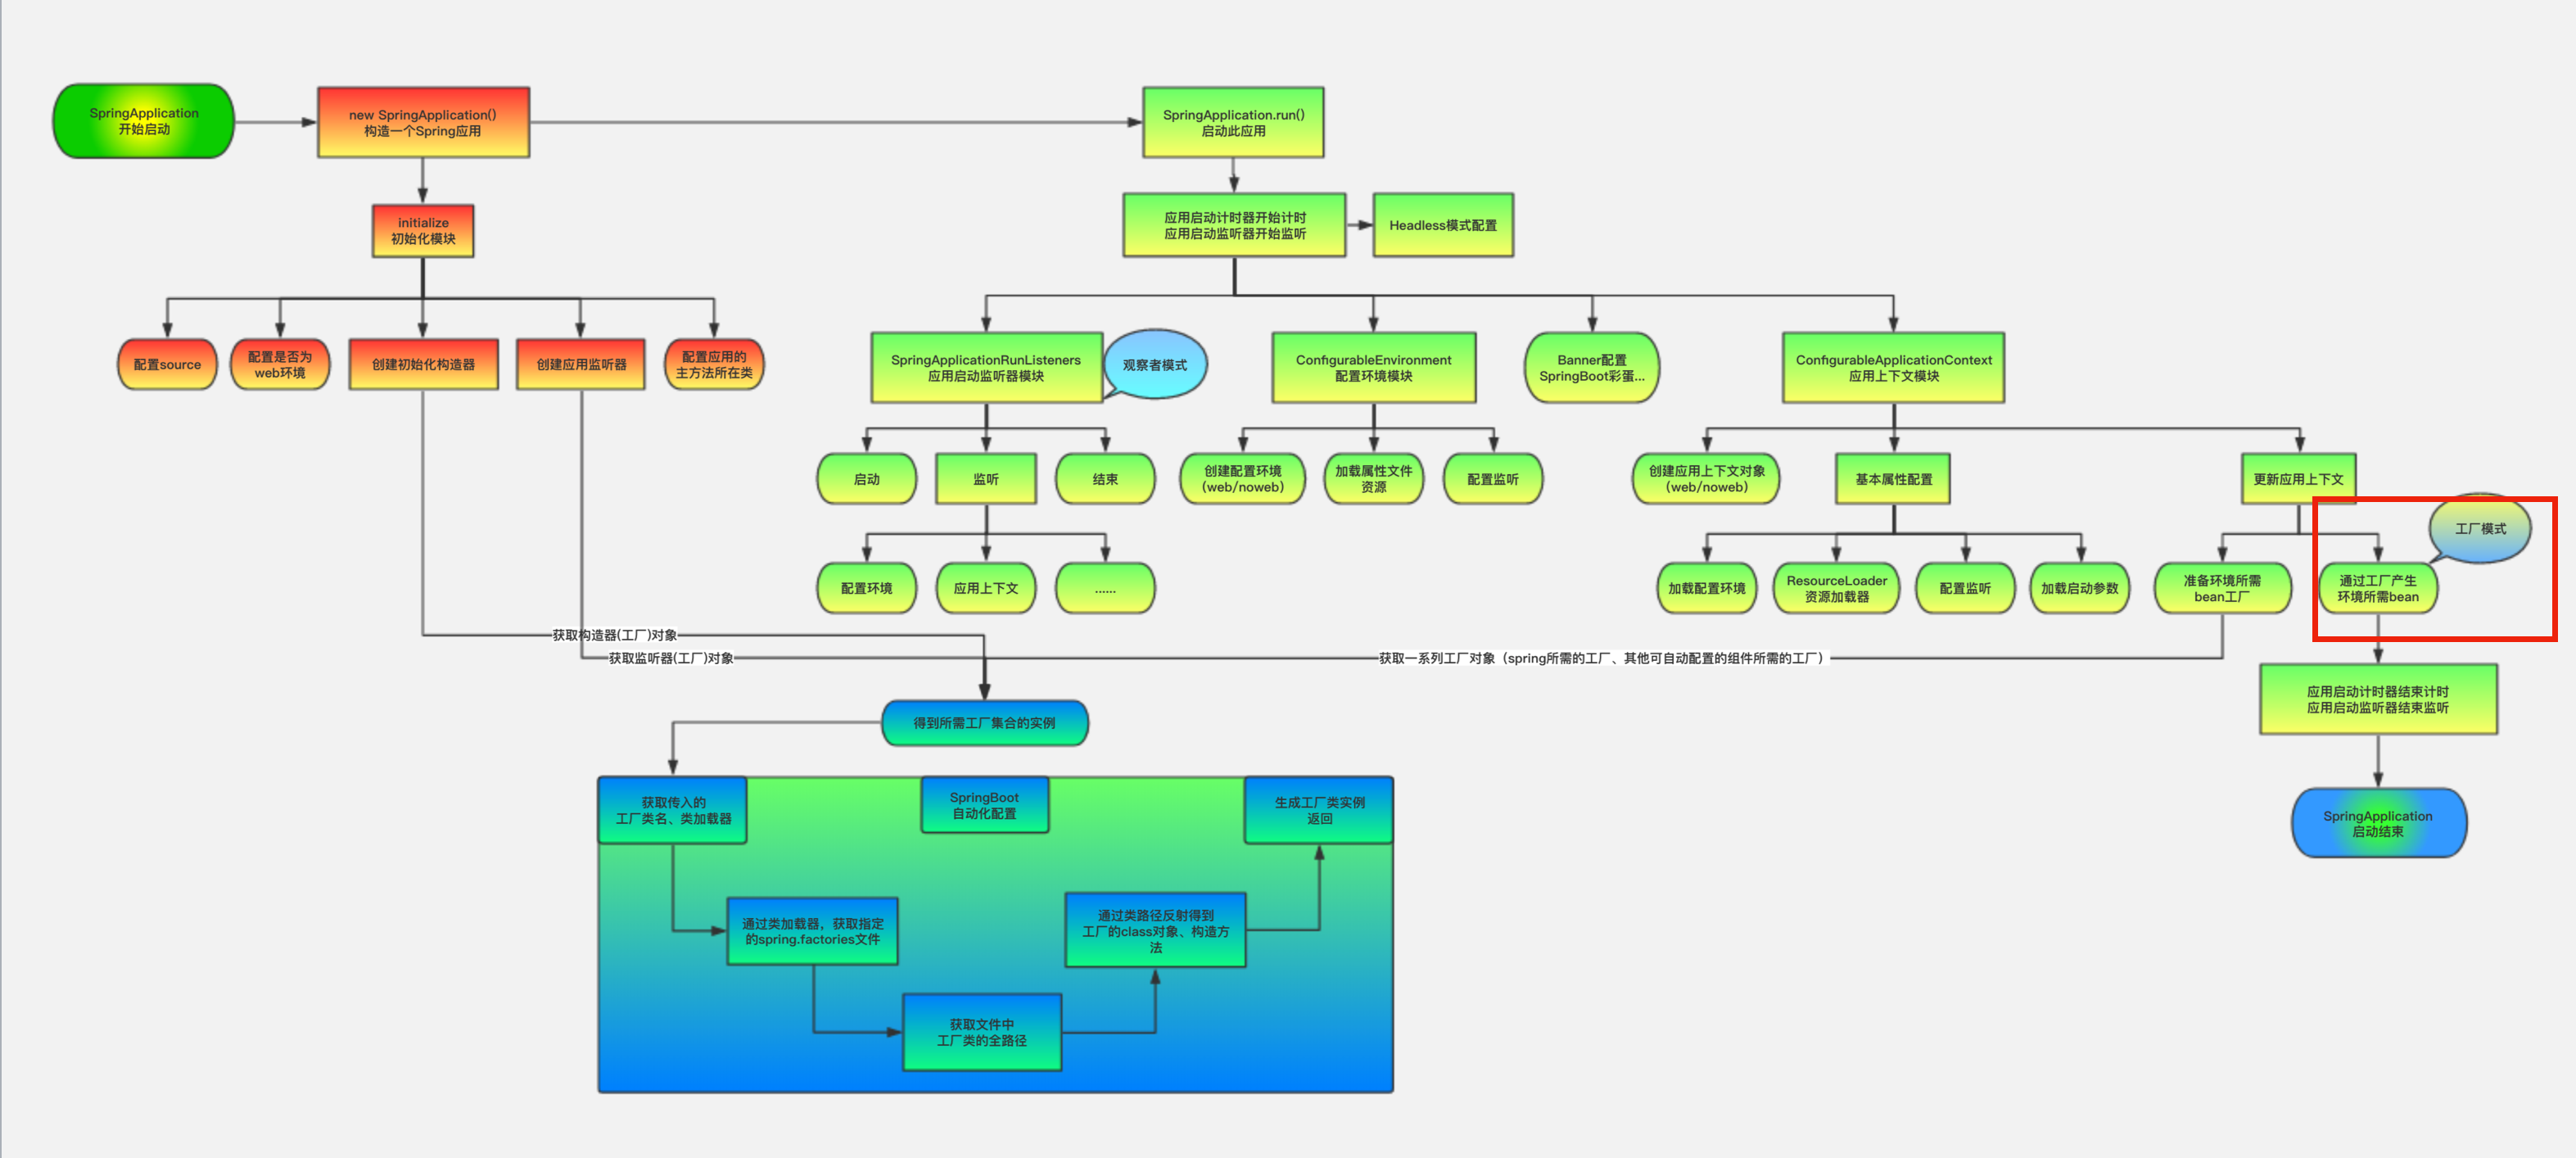 SpringApplication
开始启动
new SpringApplication()
构造一个Spring应用
SpringApplication.run()
启动此应用
initialize
初始化模块
应用启动计时器开始计时
应用启动监听器开始监听
Headless模式配置
配置source
配置是否为
web环境
创建初始化构造器
创建应用监听器
配置应用的
主方法所在类
SpringApplicationRunListeners
应用启动监听器模块
观察者模式
ConfigurableEnvironment
配置环境模块
Banner配置
SpringBoot彩蛋...
ConfigurableApplicationContext
应用上下文模块
启动
监听
结束
创建配置环境
(web/noweb)
加载属性文件
资源
配置监听
创建应用上下文对象
(web/noweb)
基本属性配置
更新应用上下文
工厂模式
配置环境
应用上下文
......
加载配置环境
ResourceLoader
资源加载器
配置监听
加载启动参数
准备环境所需
bean工厂
通过工厂产生
环境所需bean
获取构造器(工厂)对象
获取监听器(工厂)对象
获取一系列工厂对象（spring所需的工厂、其他可自动配置的组件所需的工厂）
应用启动计时器结束计时
应用启动监听器结束监听
得到所需工厂集合的实例
获取传入的
工厂类名、类加载器
SpringBoot
自动化配置
生成工厂类实例
返回
SpringApplication
启动结束
通过类加载器，获取指定
的spring.factories文件
通过类路径反射得到
工厂的class对象、构造方
法
获取文件中
工厂类的全路径